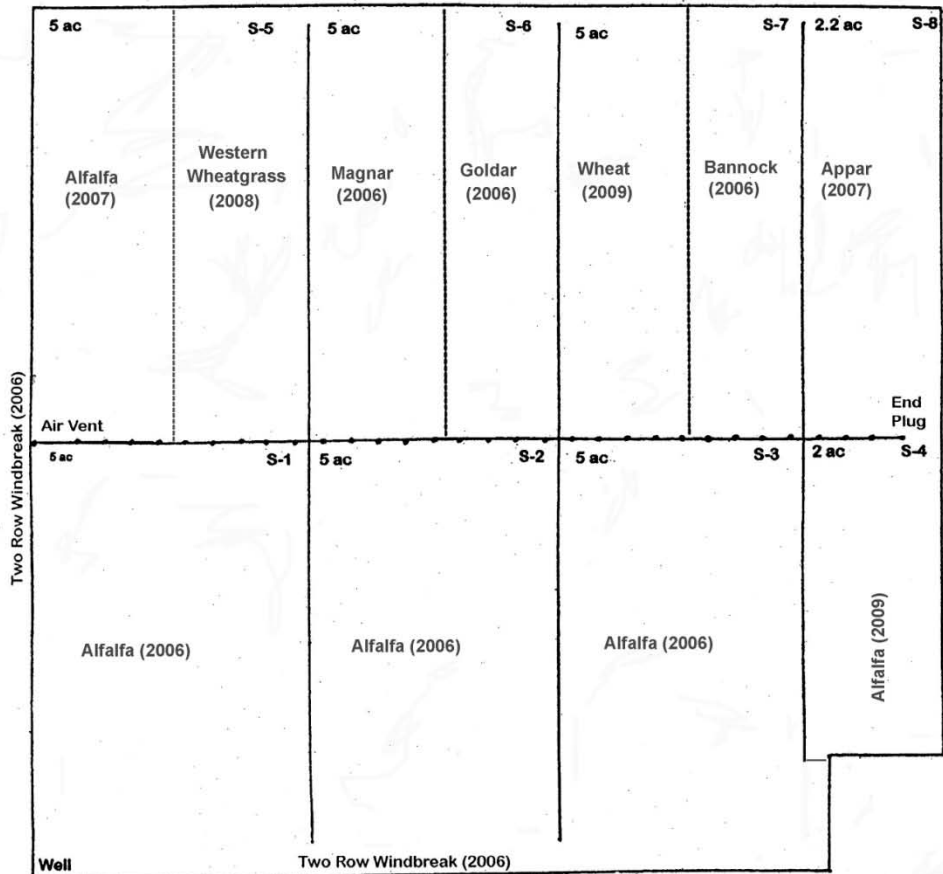 5 ac
S-5
5 ac
S-6
5 ac
S-7
2.2 ac
S-8
Alfalfa
(2007)
Western
Wheatgrass
(2008)
Magnar
(2006)
Goldar
(2006)
Wheat
(2009)
Bannock
(2006)
Appar
(2007)
Two Row Windbreak (2006)
Air Vent
End
Plug
5 ac
S-1
5 ac
S-2
5 ac
S-3
2 ac
S-4
Alfalfa (2006)
Alfalfa (2006)
Alfalfa (2006)
Alfalfa (2009)
Well
Two Row Windbreak (2006)